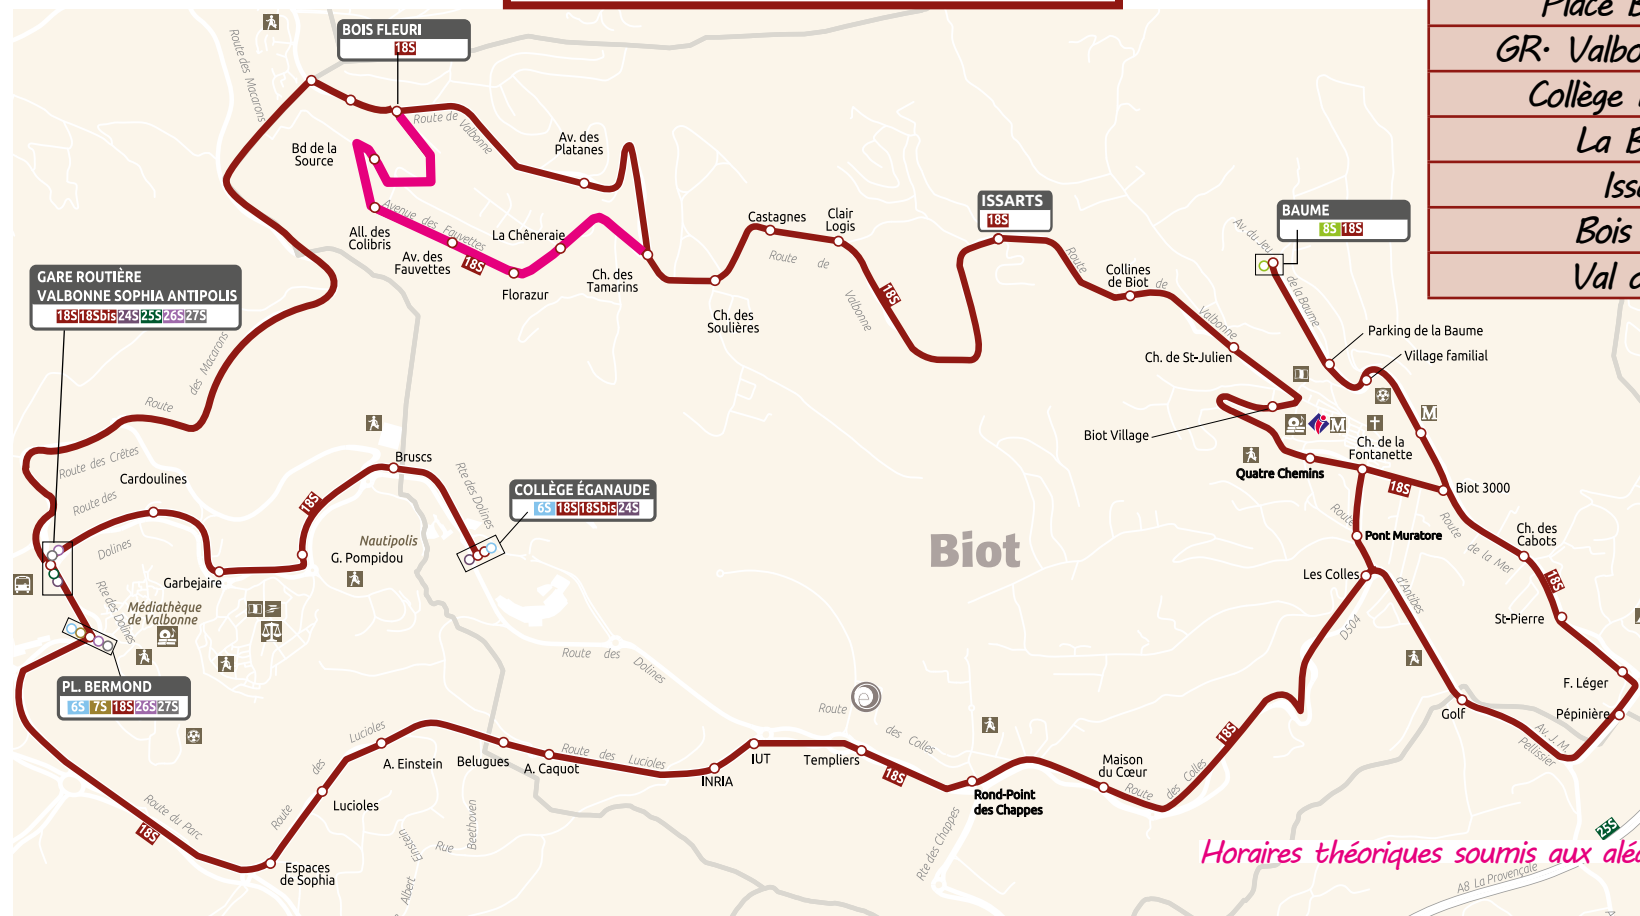 Place B
GR. Valbo
Collège
La B
Iss
Bois
Val
BOIS FLEURI
18S
Route des Macarons
Route de Valbonne
Bd de la
Source
Av. des
Platanes
Avenue des Fauvettes
All. des
Colibris
Av. des
Fauvettes
18S
La Chêneraie
Florazur
Ch. des
Tamarins
Castagnes
Clair
Logis
Route de
Valbonne
18S
Ch. des
Soulières
ISSARTS
18S
Route de
Valbonne
Collines
de Biot
Ch. de St-Julien
BAUME
8S 18S
Av. du Jeu
de la Baume
Parking de la Baume
Village familial
M
M
Biot Village
Quatre Chemins
Ch. de la
Fontanette
18S
Biot 3000
GARE ROUTIÈRE
VALBONNE SOPHIA ANTIPOLIS
18S 18Sbis 24S 25S 26S 27S
Route des Macarons
Route des Crêtes
Route des
Dolines
Cardoulines
Garbejaire
18S
Bruscs
G. Pompidou
Nautipolis
Rte des Dolines
COLLÈGE ÉGANAUDE
6S 18S 18Sbis 24S
Biot
Route
d'Antibes
Pont Muratore
Les Colles
D504
Route de la Mer
Ch. des
Cabots
18S
St-Pierre
F. Léger
Pépinière
Golf
Av. J. M.
Pellissier
Rte des Dolines
Médiathèque
de Valbonne
PL. BERMOND
6S 7S 18S 26S 27S
Route des Dolines
Route du Parc
18S
Espaces
de Sophia
Route des Lucioles
Lucioles
A. Einstein
Belugues
A. Caquot
Route des Lucioles
INRIA
IUT
Templiers
18S
Route des Colles
e
Rond-Point
des Chappes
Rte des Chappes
Maison
du Cœur
Route des Colles
18S
Rue Beethoven
Albert Einstein
25S
Horaires théoriques soumis aux aléa
A8 La Provençale